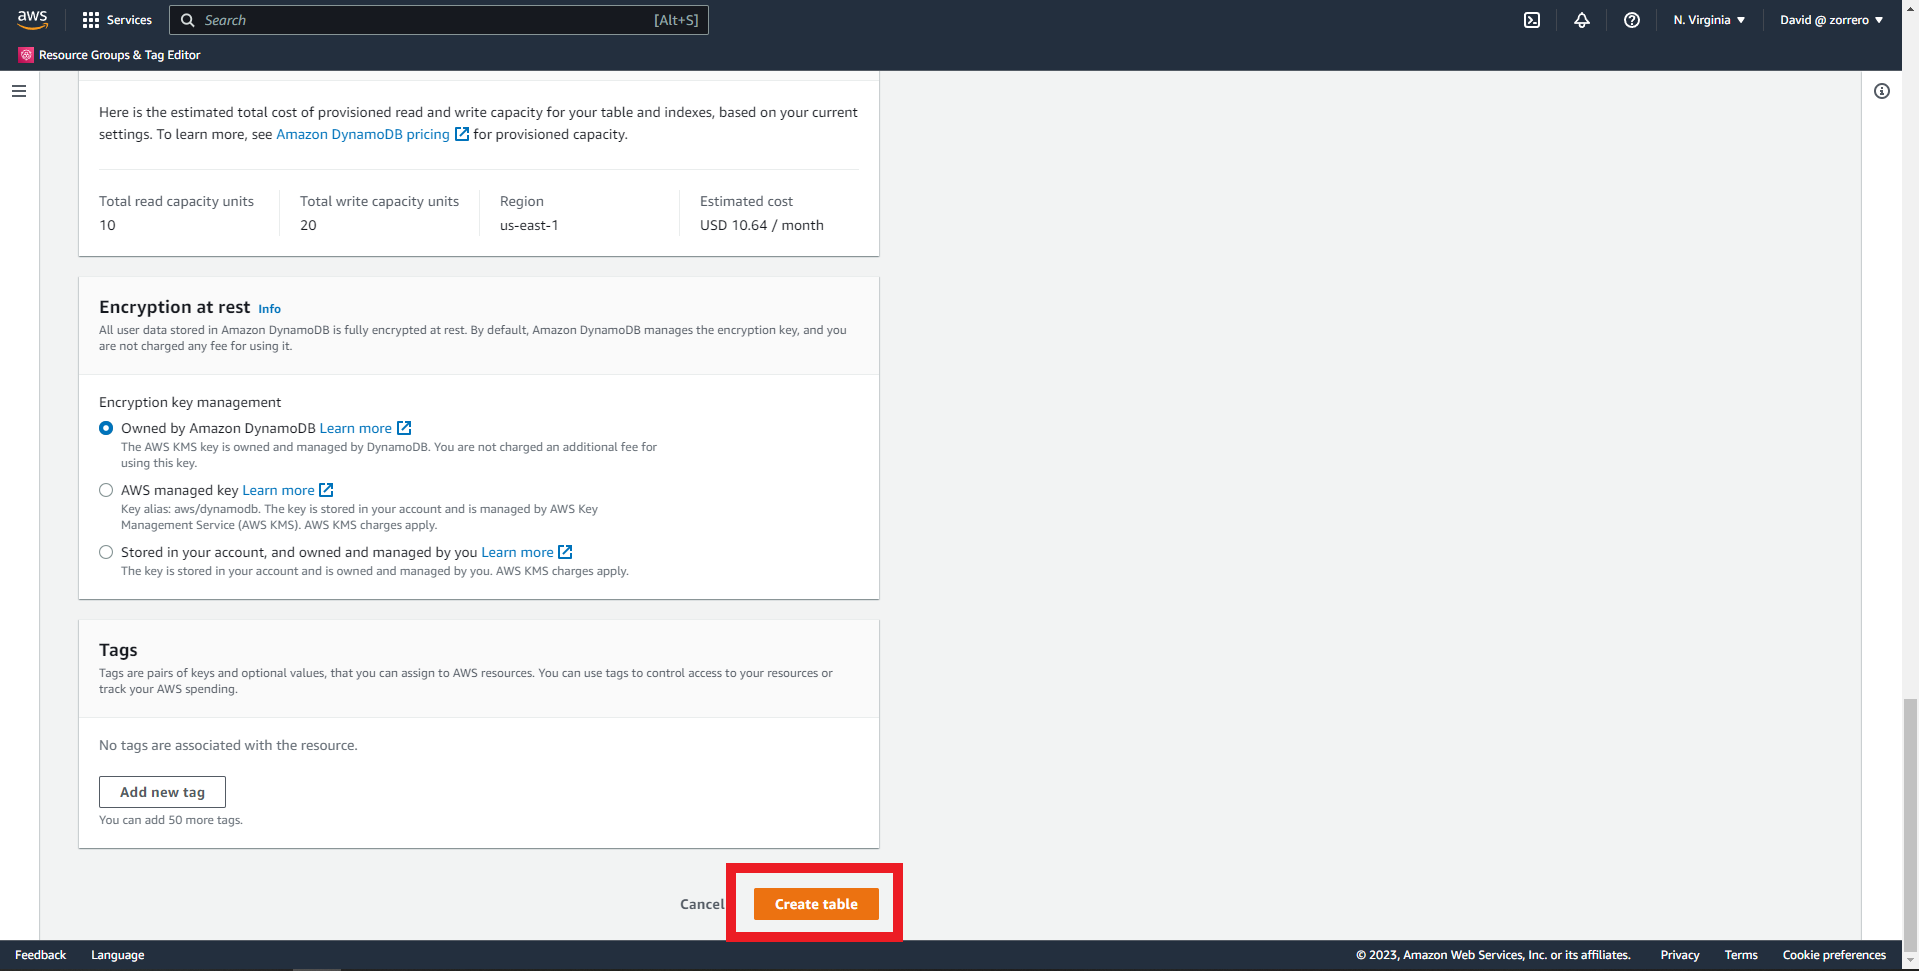 aws
Services
Search
[Alt+S]
N. Virginia
David @ zorrero
Resource Groups & Tag Editor
Here is the estimated total cost of provisioned read and write capacity for your table and indexes, based on your current
settings. To learn more, see Amazon DynamoDB pricing for provisioned capacity.
Total read capacity units
10
Total write capacity units
20
Region
us-east-1
Estimated cost
USD 10.64 / month
Encryption at rest Info
All user data stored in Amazon DynamoDB is fully encrypted at rest. By default, Amazon DynamoDB manages the encryption key, and you
are not charged any fee for using it.
Encryption key management
Owned by Amazon DynamoDB Learn more
The AWS KMS key is owned and managed by DynamoDB. You are not charged an additional fee for
using this key.
AWS managed key Learn more
Key alias: aws/dynamodb. The key is stored in your account and is managed by AWS Key
Management Service (AWS KMS). AWS KMS charges apply.
Stored in your account, and owned and managed by you Learn more
The key is stored in your account and is owned and managed by you. AWS KMS charges apply.
Tags
Tags are pairs of keys and optional values, that you can assign to AWS resources. You can use tags to control access to your resources or
track your AWS spending.
No tags are associated with the resource.
Add new tag
You can add 50 more tags.
Cancel
Create table
Feedback
Language
© 2023, Amazon Web Services, Inc. or its affiliates.
Privacy
Terms
Cookie preferences